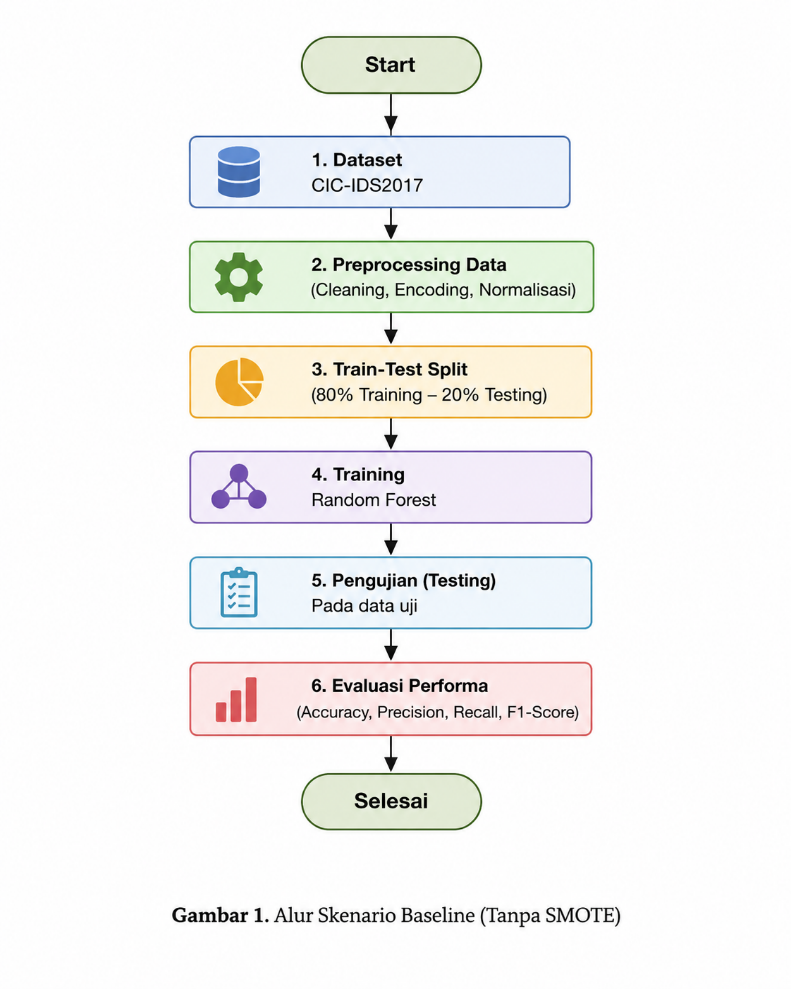 Start
1. Dataset
CIC-IDS2017
2. Preprocessing Data
(Cleaning, Encoding, Normalisasi)
3. Train-Test Split
(80% Training – 20% Testing)
4. Training
Random Forest
5. Pengujian (Testing)
Pada data uji
6. Evaluasi Performa
(Accuracy, Precision, Recall, F1-Score)
Selesai
Gambar 1. Alur Skenario Baseline (Tanpa SMOTE)